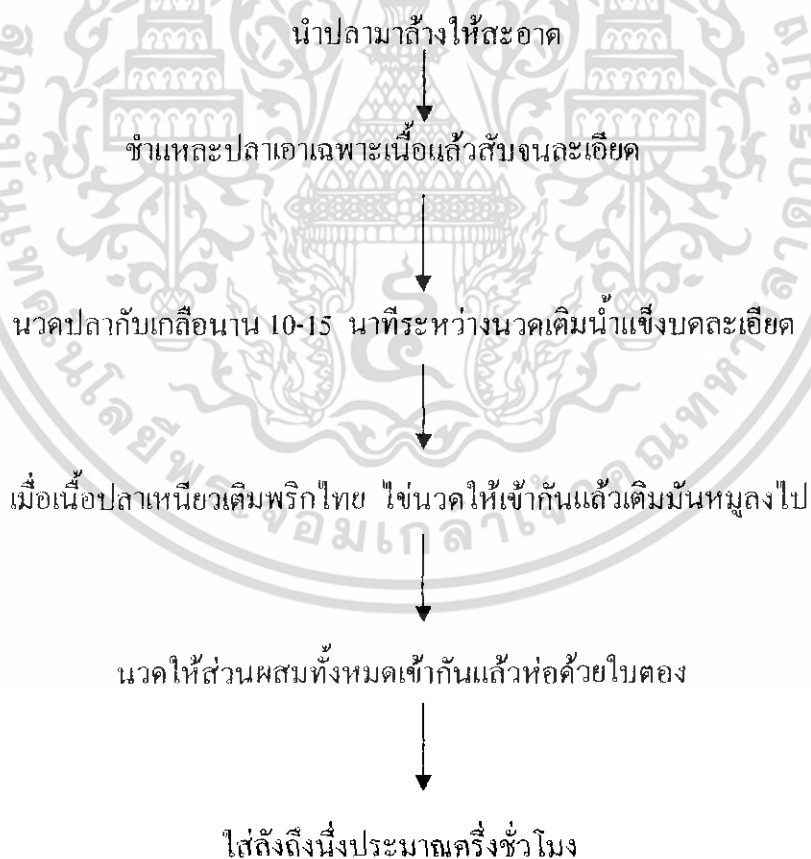 นำปลามาล้างให้สะอาด
ชำแหละปลาเอาเฉพาะเนื้อแล้วสับจนละเอียด
นวดปลากับเกลือนาน 10-15 นาทีระหว่างนวดเติมน้ำแข็งบดละเอียด
เมื่อเนื้อปลาเหนียวเติมพริกไทย ไข่นวดให้เข้ากันแล้วเติมมันหมูลงไป
นวดให้ส่วนผสมทั้งหมดเข้ากันแล้วห่อด้วยใบตอง
ใส่ลังถึงนึ่งประมาณครึ่งชั่วโมง